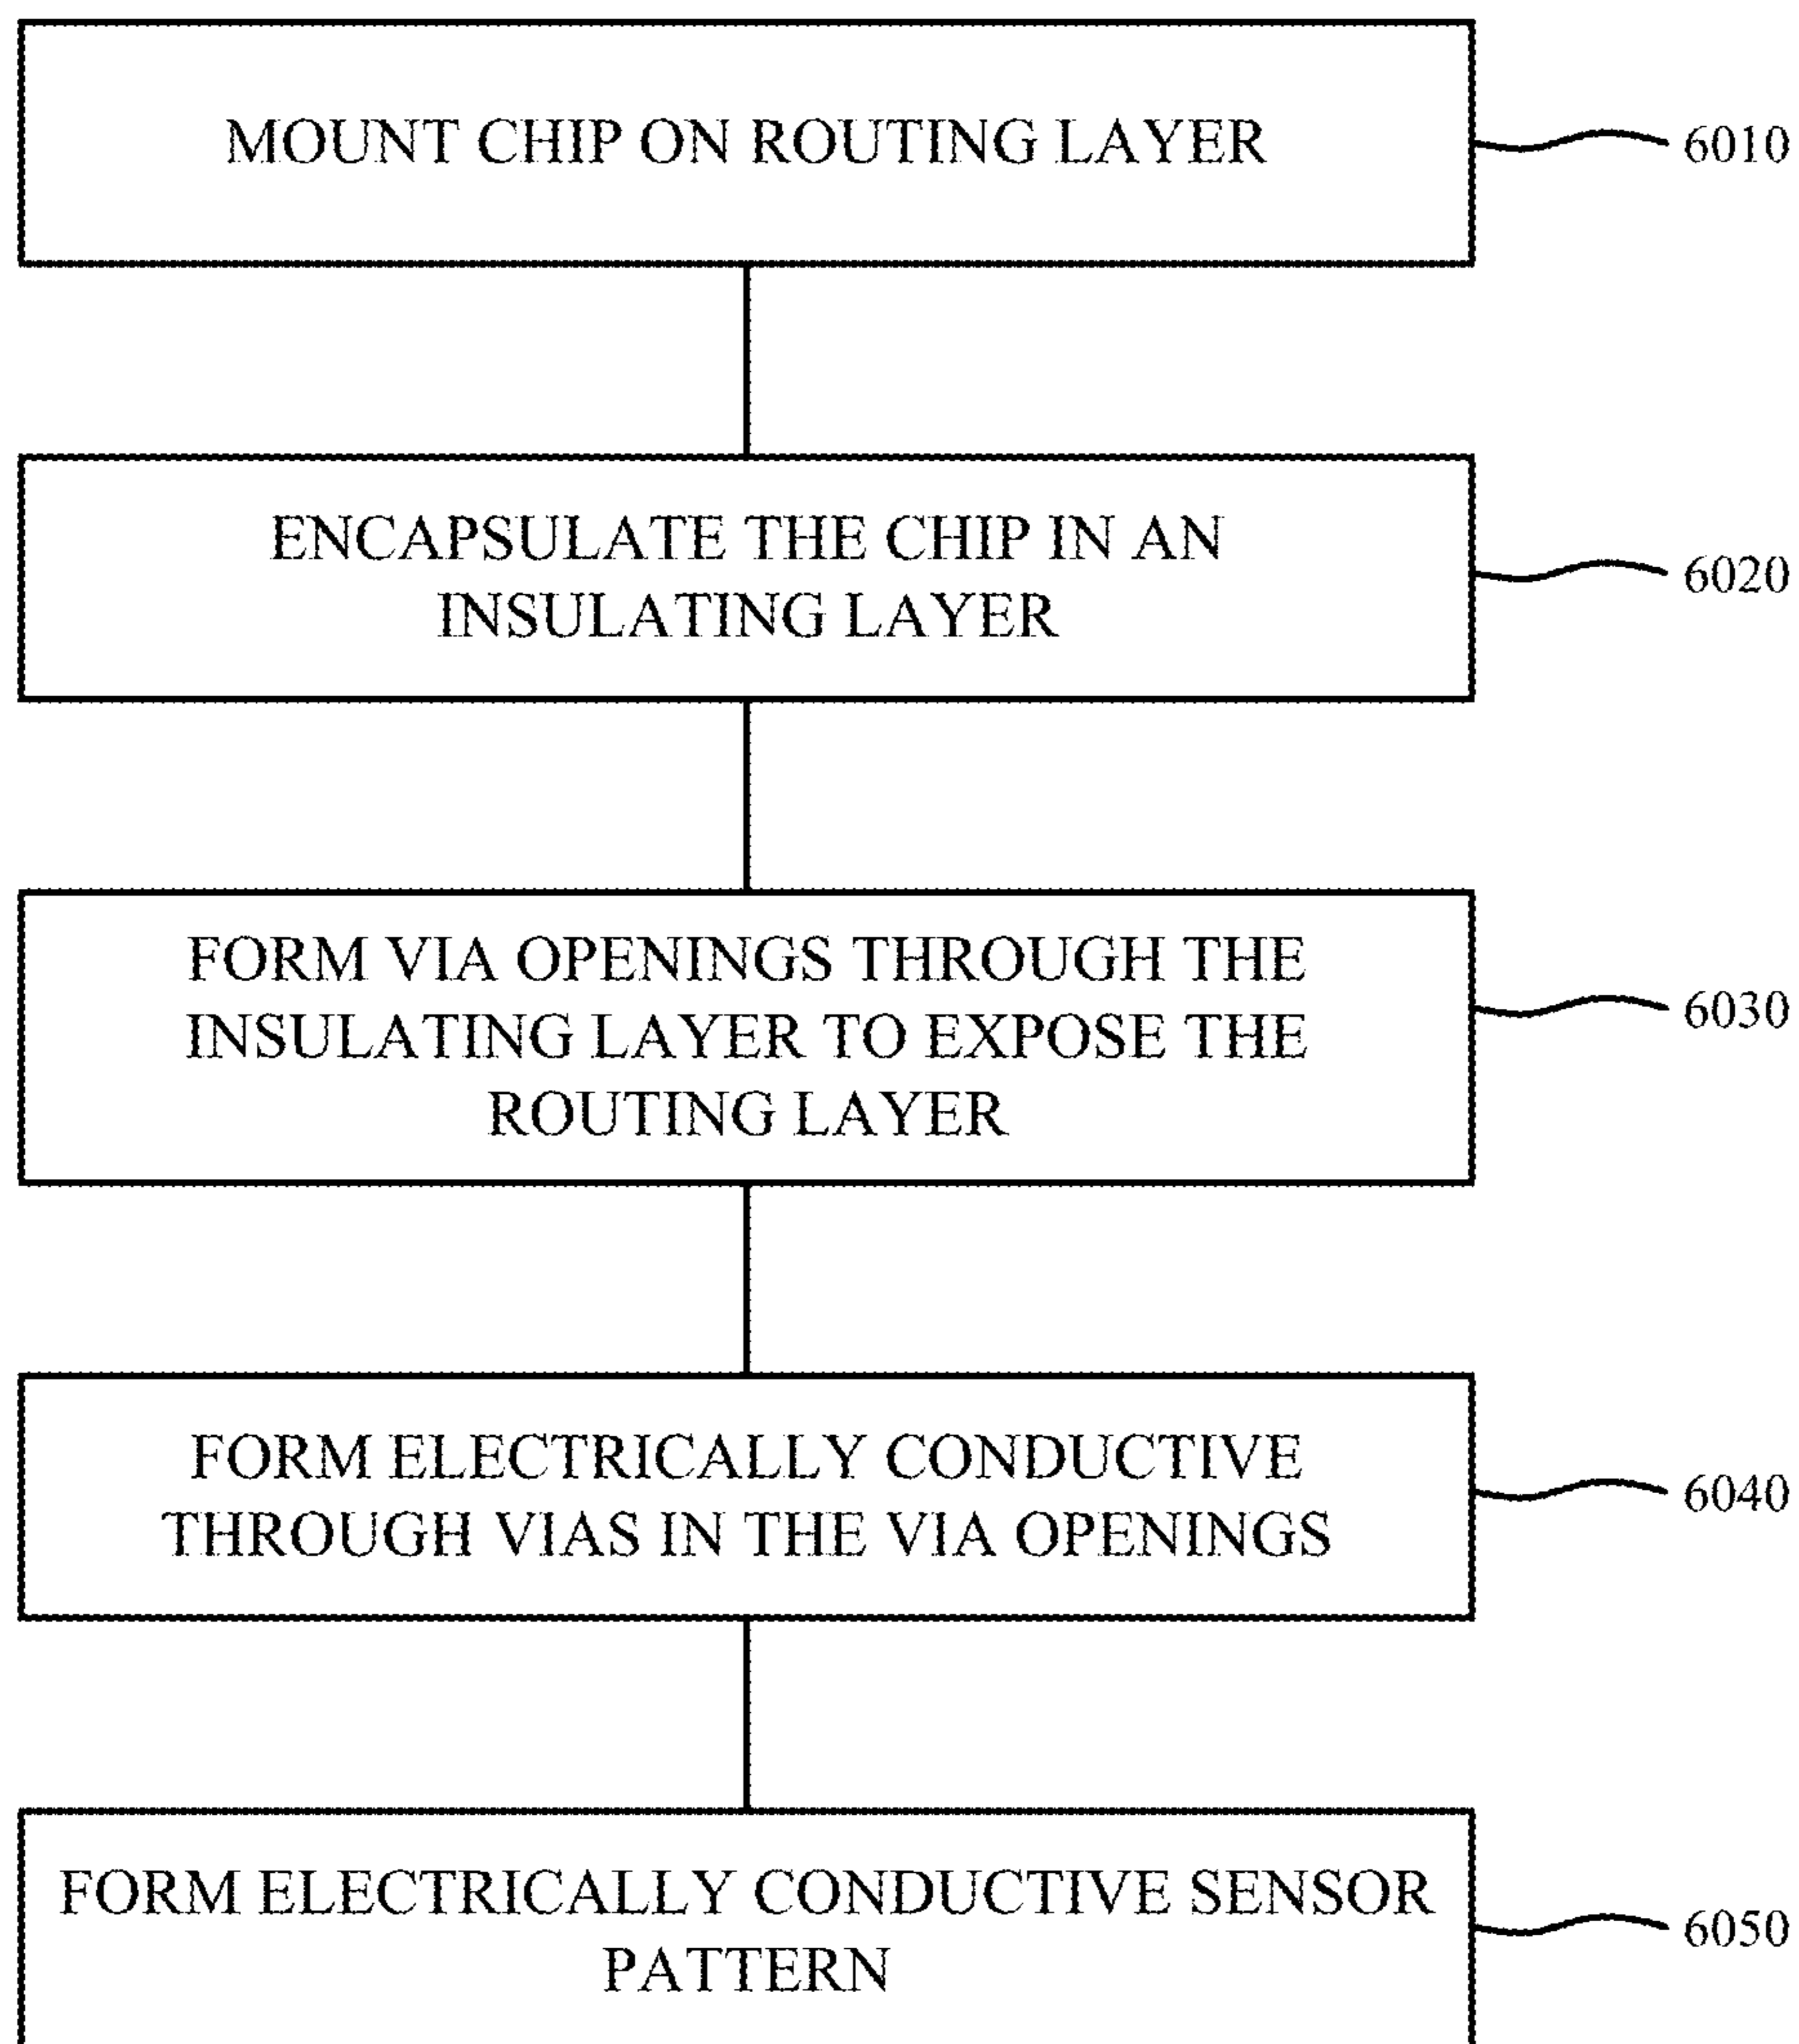 MOUNT CHIP ON ROUTING LAYER
6010
ENCAPSULATE THE CHIP IN AN
INSULATING LAYER
6020
FORM VIA OPENINGS THROUGH THE
INSULATING LAYER TO EXPOSE THE
ROUTING LAYER
6030
FORM ELECTRICALLY CONDUCTIVE
THROUGH VIAS IN THE VIA OPENINGS
6040
FORM ELECTRICALLY CONDUCTIVE SENSOR
PATTERN
6050